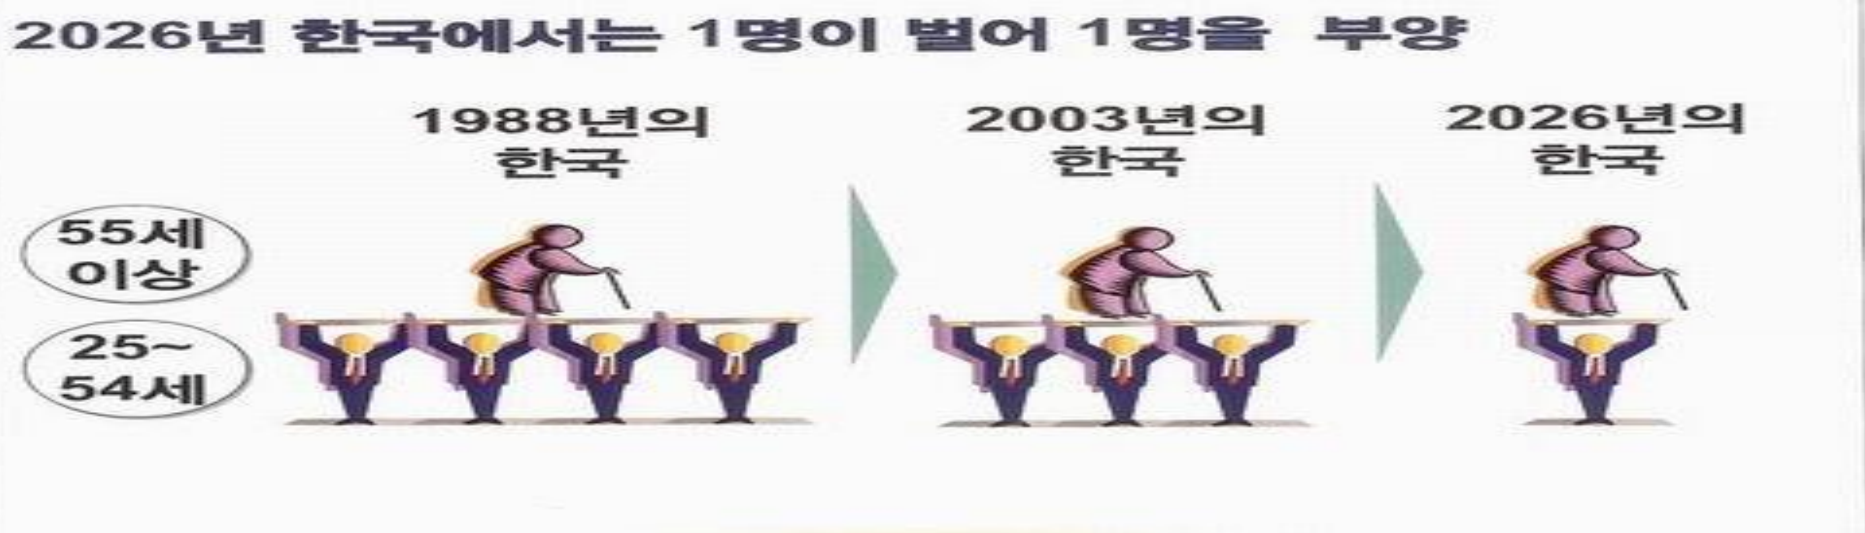 2026년 한국에서는 1명이 벌어 1명을 부양
1988년의
한국
2003년의
한국
2026년의
한국
55세
이상
25~
54세